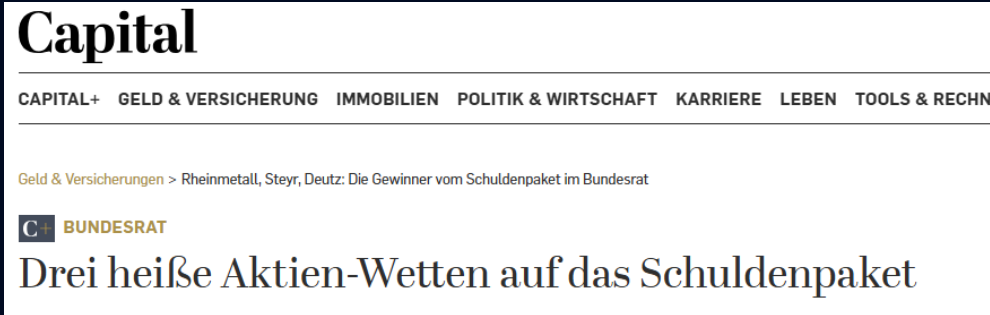 Capital
CAPITAL+ GELD & VERSICHERUNG IMMOBILIEN POLITIK & WIRTSCHAFT KARRIERE LEBEN TOOLS & RECHN
Geld & Versicherungen > Rheinmetall, Steyr, Deutz: Die Gewinner vom Schuldenpaket im Bundesrat
C+ BUNDESRAT
Drei heiße Aktien-Wetten auf das Schuldenpaket